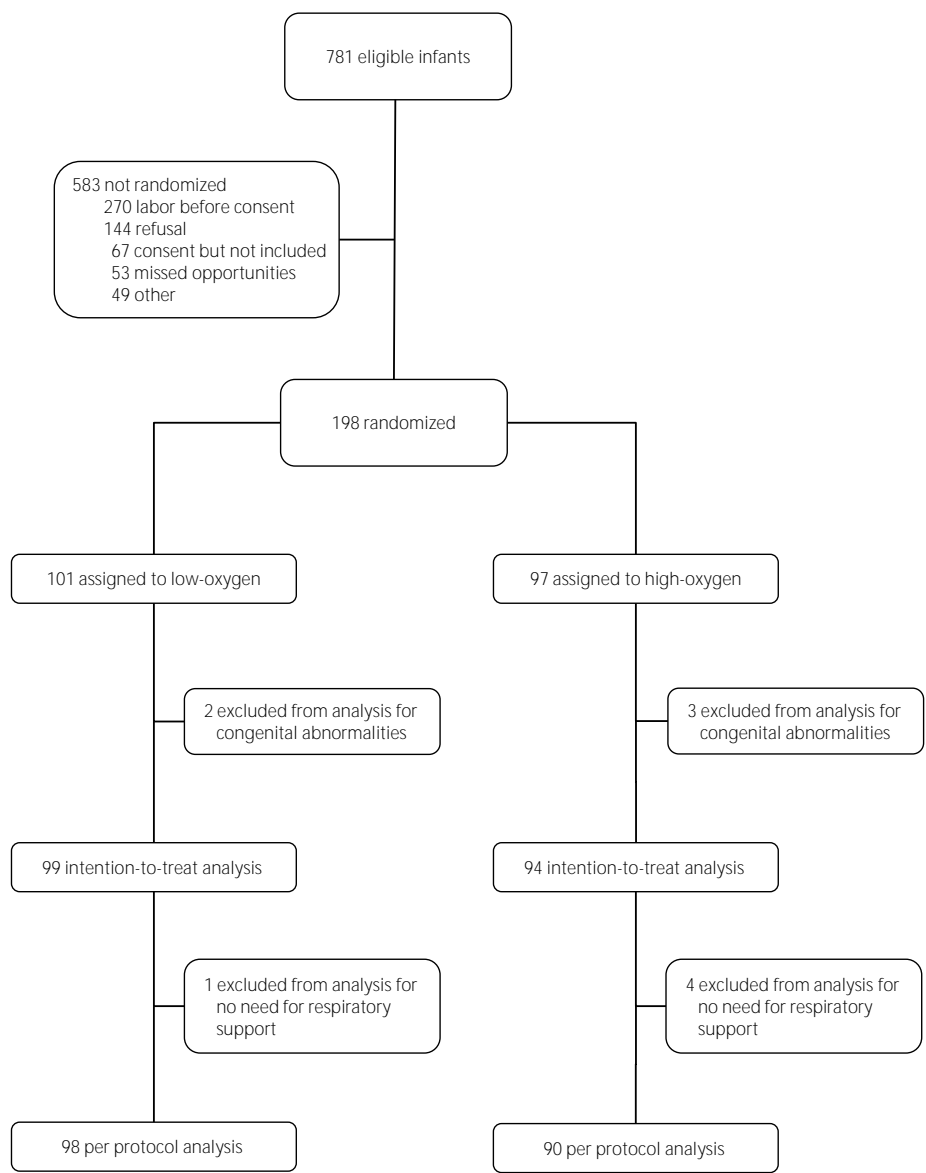 781 eligible infants
583 not randomized
270 labor before consent
144 refusal
67 consent but not included
53 missed opportunities
49 other
198 randomized
101 assigned to low-oxygen
97 assigned to high-oxygen
2 excluded from analysis for
congenital abnormalities
3 excluded from analysis for
congenital abnormalities
99 intention-to-treat analysis
94 intention-to-treat analysis
1 excluded from analysis for
no need for respiratory
support
4 excluded from analysis for
no need for respiratory
support
98 per protocol analysis
90 per protocol analysis